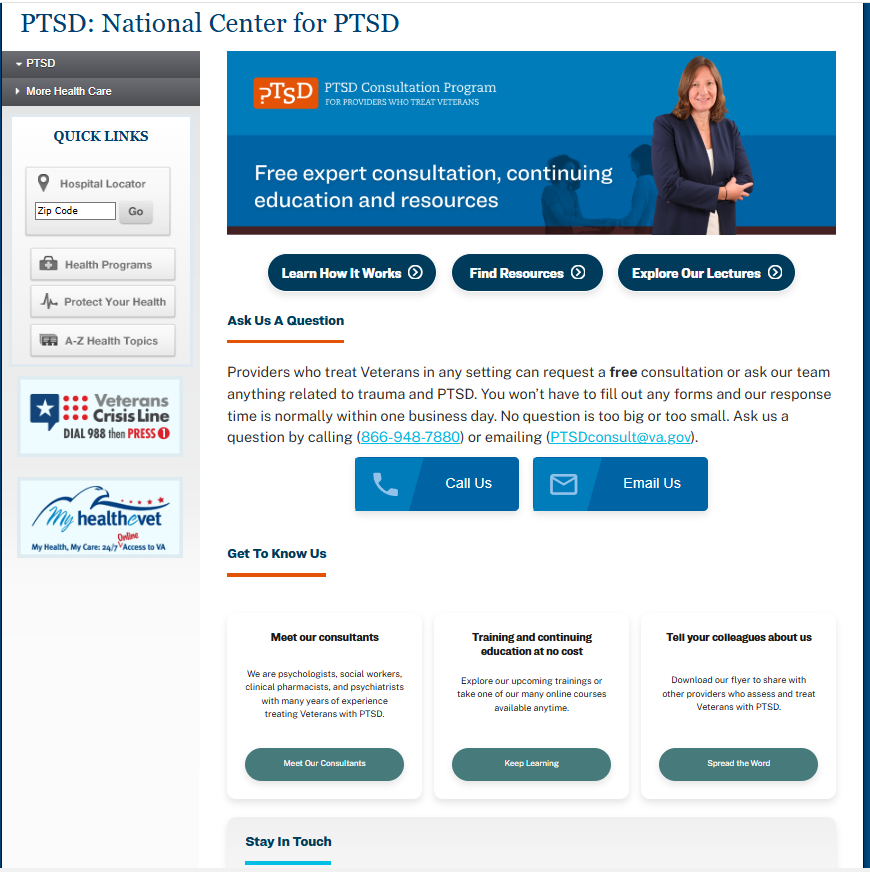 PTSD: National Center for PTSD
PTSD
More Health Care
QUICK LINKS
Hospital Locator
Zip Code
Go
Health Programs
Protect Your Health
A-Z Health Topics
Veterans
Crisis Line
DIAL 988 then PRESS 1
My healthevet
Online
My Health, My Care: 24/7 Access to VA
PTSD
PTSD Consultation Program
FOR PROVIDERS WHO TREAT VETERANS
Free expert consultation, continuing
education and resources
Learn How It Works
Find Resources
Explore Our Lectures
Ask Us A Question
Providers who treat Veterans in any setting can request a free consultation or ask our team
anything related to trauma and PTSD. You won’t have to fill out any forms and our response
time is normally within one business day. No question is too big or too small. Ask us a
question by calling (866-948-7880) or emailing (PTSDconsult@va.gov).
Call Us
Email Us
Get To Know Us
Meet our consultants
We are psychologists, social workers,
clinical pharmacists, and psychiatrists
with many years of experience
treating Veterans with PTSD.
Meet Our Consultants
Training and continuing
education at no cost
Explore our upcoming trainings or
take one of our many online courses
available anytime.
Keep Learning
Tell your colleagues about us
Download our flyer to share with
other providers who assess and treat
Veterans with PTSD.
Spread the Word
Stay In Touch